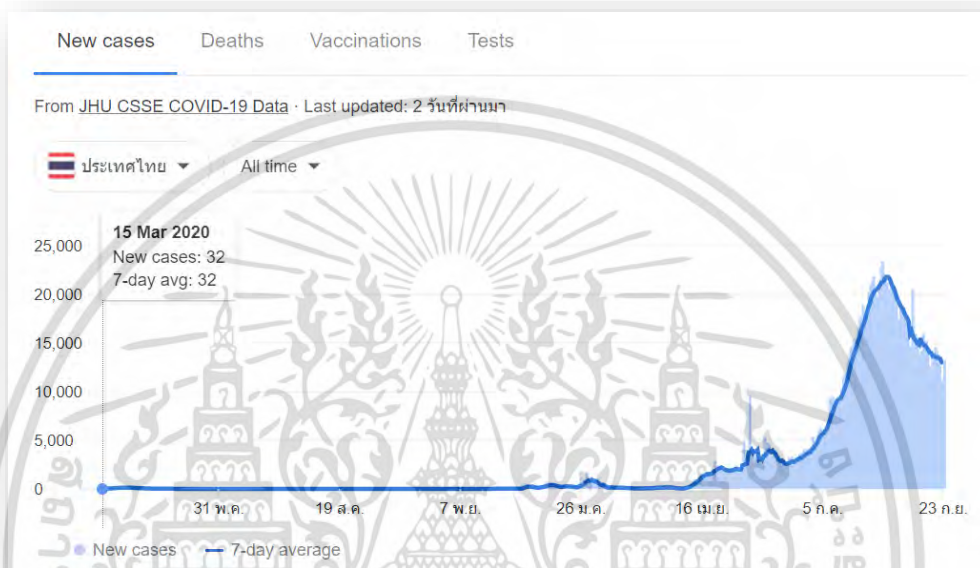 New cases Deaths Vaccinations Tests
From JHU CSSE COVID-19 Data · Last updated: 2 วันที่ผ่านมา
ประเทศไทย All time
15 Mar 2020
New cases: 32
7-day avg: 32
25,000
20,000
15,000
10,000
5,000
0
31 พ.ค. 19 ส.ค. 7 พ.ย. 26 ม.ค. 16 เม.ย. 5 ก.ค. 23 ก.ย.
New cases 7-day average